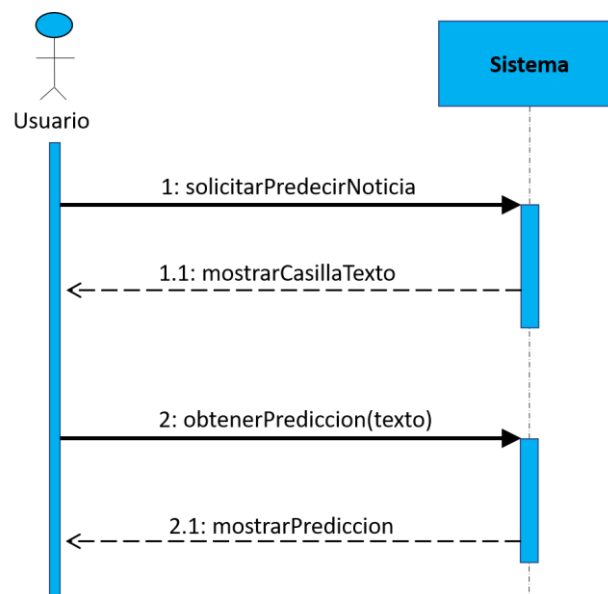 Sistema
Usuario
1: solicitarPredecirNoticia
1.1: mostrarCasillaTexto
2: obtenerPrediccion(texto)
2.1: mostrarPrediccion